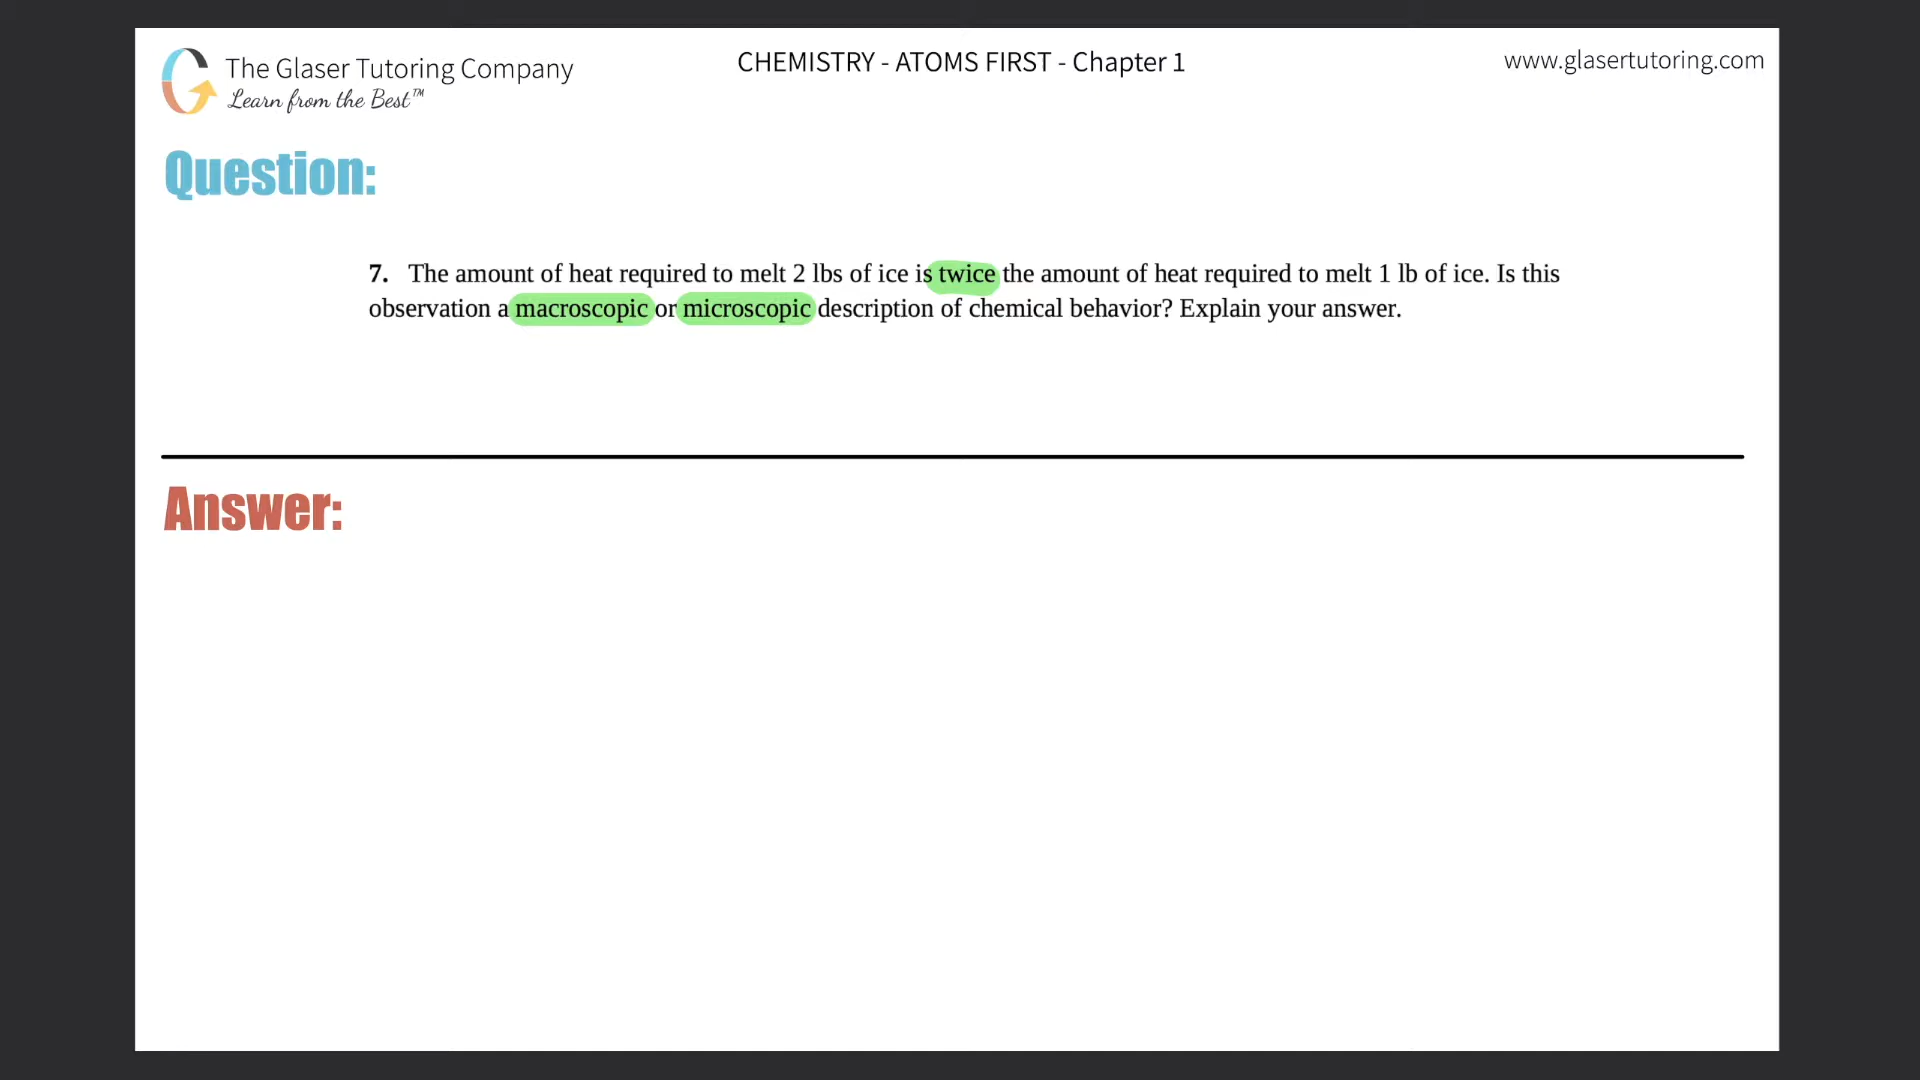 The Glaser Tutoring Company
Learn from the Best™
CHEMISTRY - ATOMS FIRST - Chapter 1
www.glasertutoring.com
Question:
7. The amount of heat required to melt 2 lbs of ice is twice the amount of heat required to melt 1 lb of ice. Is this
observation a macroscopic or microscopic description of chemical behavior? Explain your answer.
Answer: